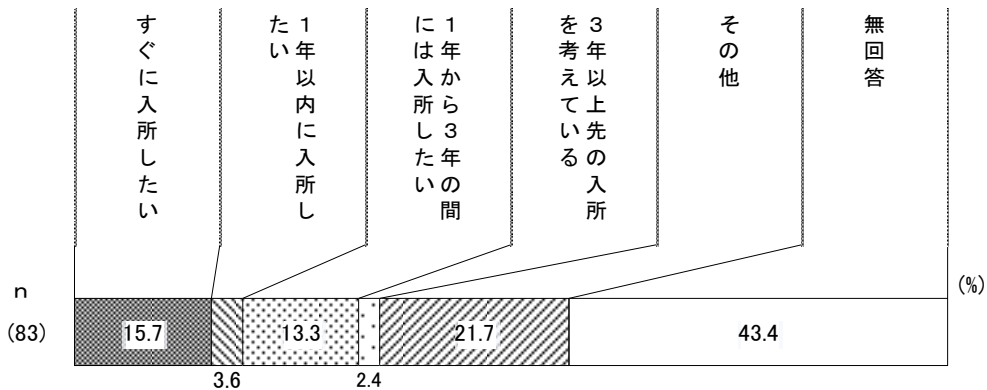 すぐに入所したい
１年以内に入所し
たい
１年から３年の間
には入所したい
３年以上先の入所
を考えている
その他
無回答
(%)
n
(83)
15.7
3.6
13.3
2.4
21.7
43.4